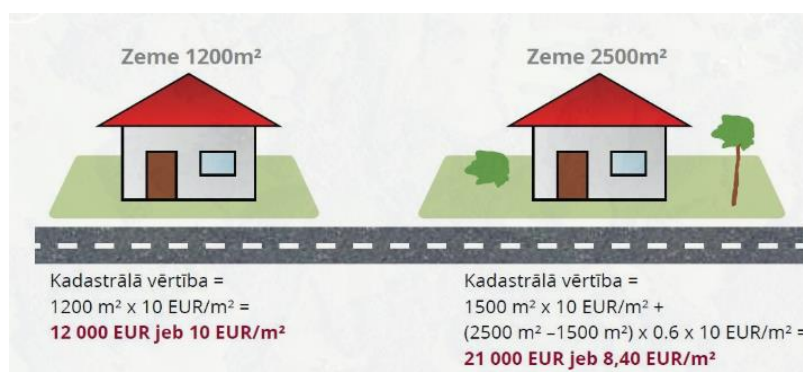 Zeme 1200m²
Zeme 2500m²
Kadastrālā vērtība =
1200 m² x 10 EUR/m² =
12 000 EUR jeb 10 EUR/m²
Kadastrālā vērtība =
1500 m² x 10 EUR/m² +
(2500 m² –1500 m²) x 0.6 x 10 EUR/m² =
21 000 EUR jeb 8,40 EUR/m²